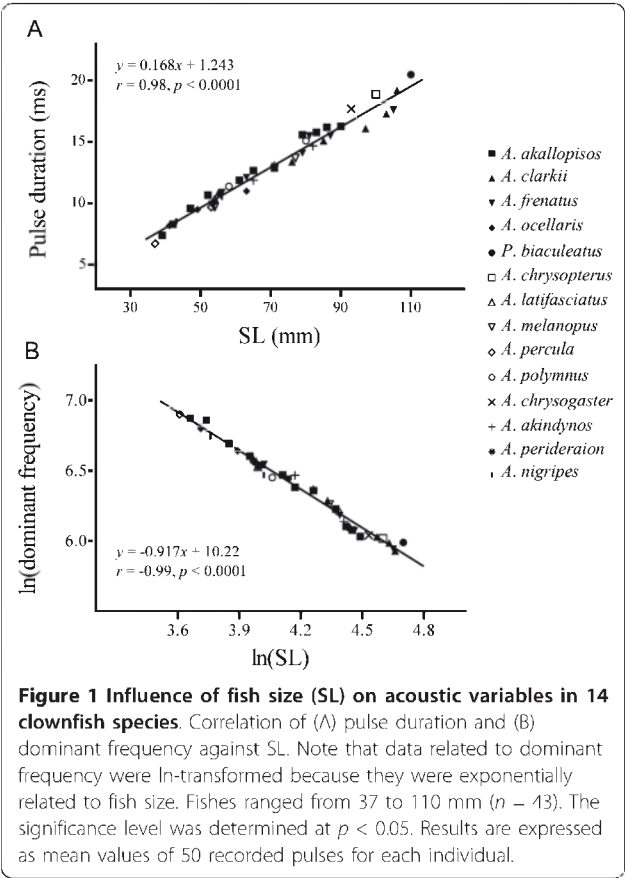 A
y = 0.168x + 1.243
r = 0.98, p < 0.0001
Pulse duration (ms)
20
15
10
5
30 50 70 90 110
SL (mm)
A. akallopisos
A. clarkii
A. frenatus
A. ocellaris
P. biaculeatus
A. chrysopterus
A. latifasciatus
A. melanopus
A. percula
A. polymnus
A. chrysogaster
A. akindynos
A. perideraion
A. nigripes
B
ln(dominant frequency)
7.0
6.5
6.0
y = -0.917x + 10.22
r = -0.99, p < 0.0001
3.6 3.9 4.2 4.5 4.8
ln(SL)
Figure 1 Influence of fish size (SL) on acoustic variables in 14
clownfish species. Correlation of (A) pulse duration and (B)
dominant frequency against SL. Note that data related to dominant
frequency were ln-transformed because they were exponentially
related to fish size. Fishes ranged from 37 to 110 mm (n = 43). The
significance level was determined at p < 0.05. Results are expressed
as mean values of 50 recorded pulses for each individual.